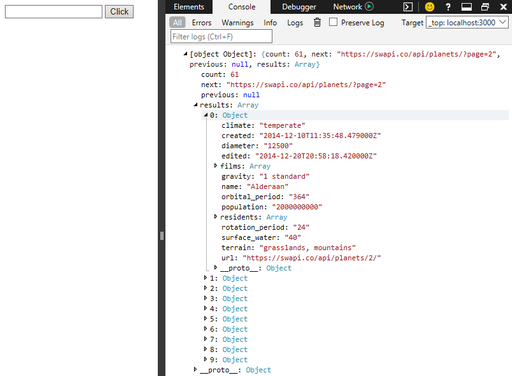 Click
Elements Console Debugger Network
All Errors Warnings Info Logs Preserve Log Target _top: localhost:3000
Filter logs (Ctrl+F)
[object Object]: {count: 61, next: "https://swapi.co/api/planets/?page=2",
previous: null, results: Array}
count: 61
next: "https://swapi.co/api/planets/?page=2"
previous: null
results: Array
0: Object
climate: "temperate"
created: "2014-12-10T11:35:48.479000Z"
diameter: "12500"
edited: "2014-12-20T20:58:18.420000Z"
films: Array
gravity: "1 standard"
name: "Alderaan"
orbital_period: "364"
population: "2000000000"
residents: Array
rotation_period: "24"
surface_water: "40"
terrain: "grasslands, mountains"
url: "https://swapi.co/api/planets/2/"
__proto__: Object
1: Object
2: Object
3: Object
4: Object
5: Object
6: Object
7: Object
8: Object
9: Object
__proto__: Object